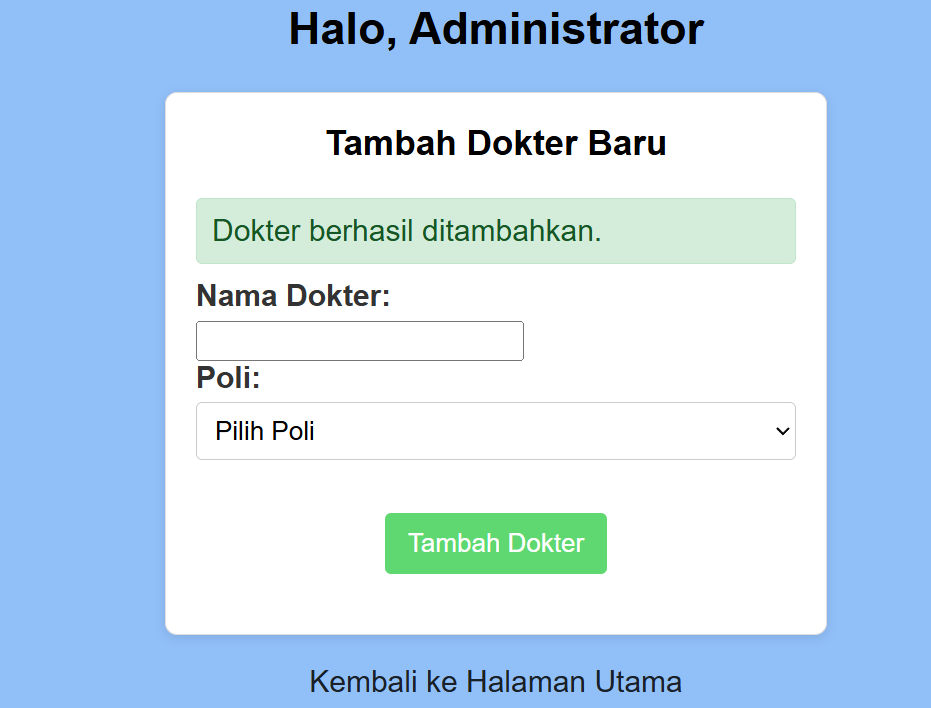 Halo, Administrator
Tambah Dokter Baru
Dokter berhasil ditambahkan.
Nama Dokter:
Poli:
Pilih Poli
Tambah Dokter
Kembali ke Halaman Utama